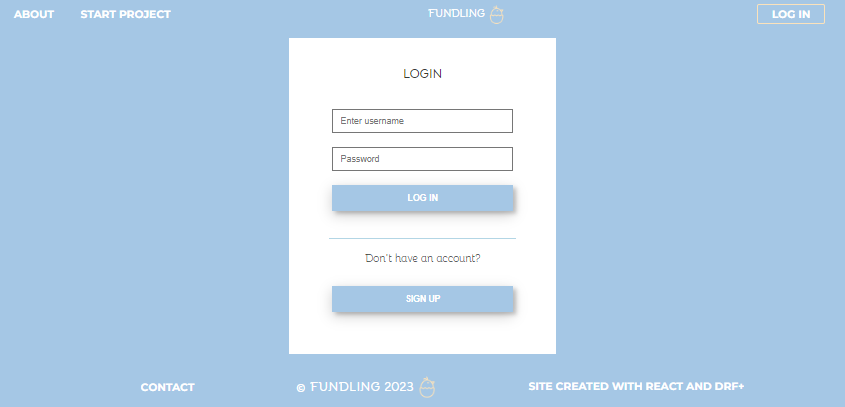 ABOUT START PROJECT FUNDLING LOG IN
LOGIN
Enter username
Password
LOG IN
Don't have an account?
SIGN UP
CONTACT © FUNDLING 2023 SITE CREATED WITH REACT AND DRF+